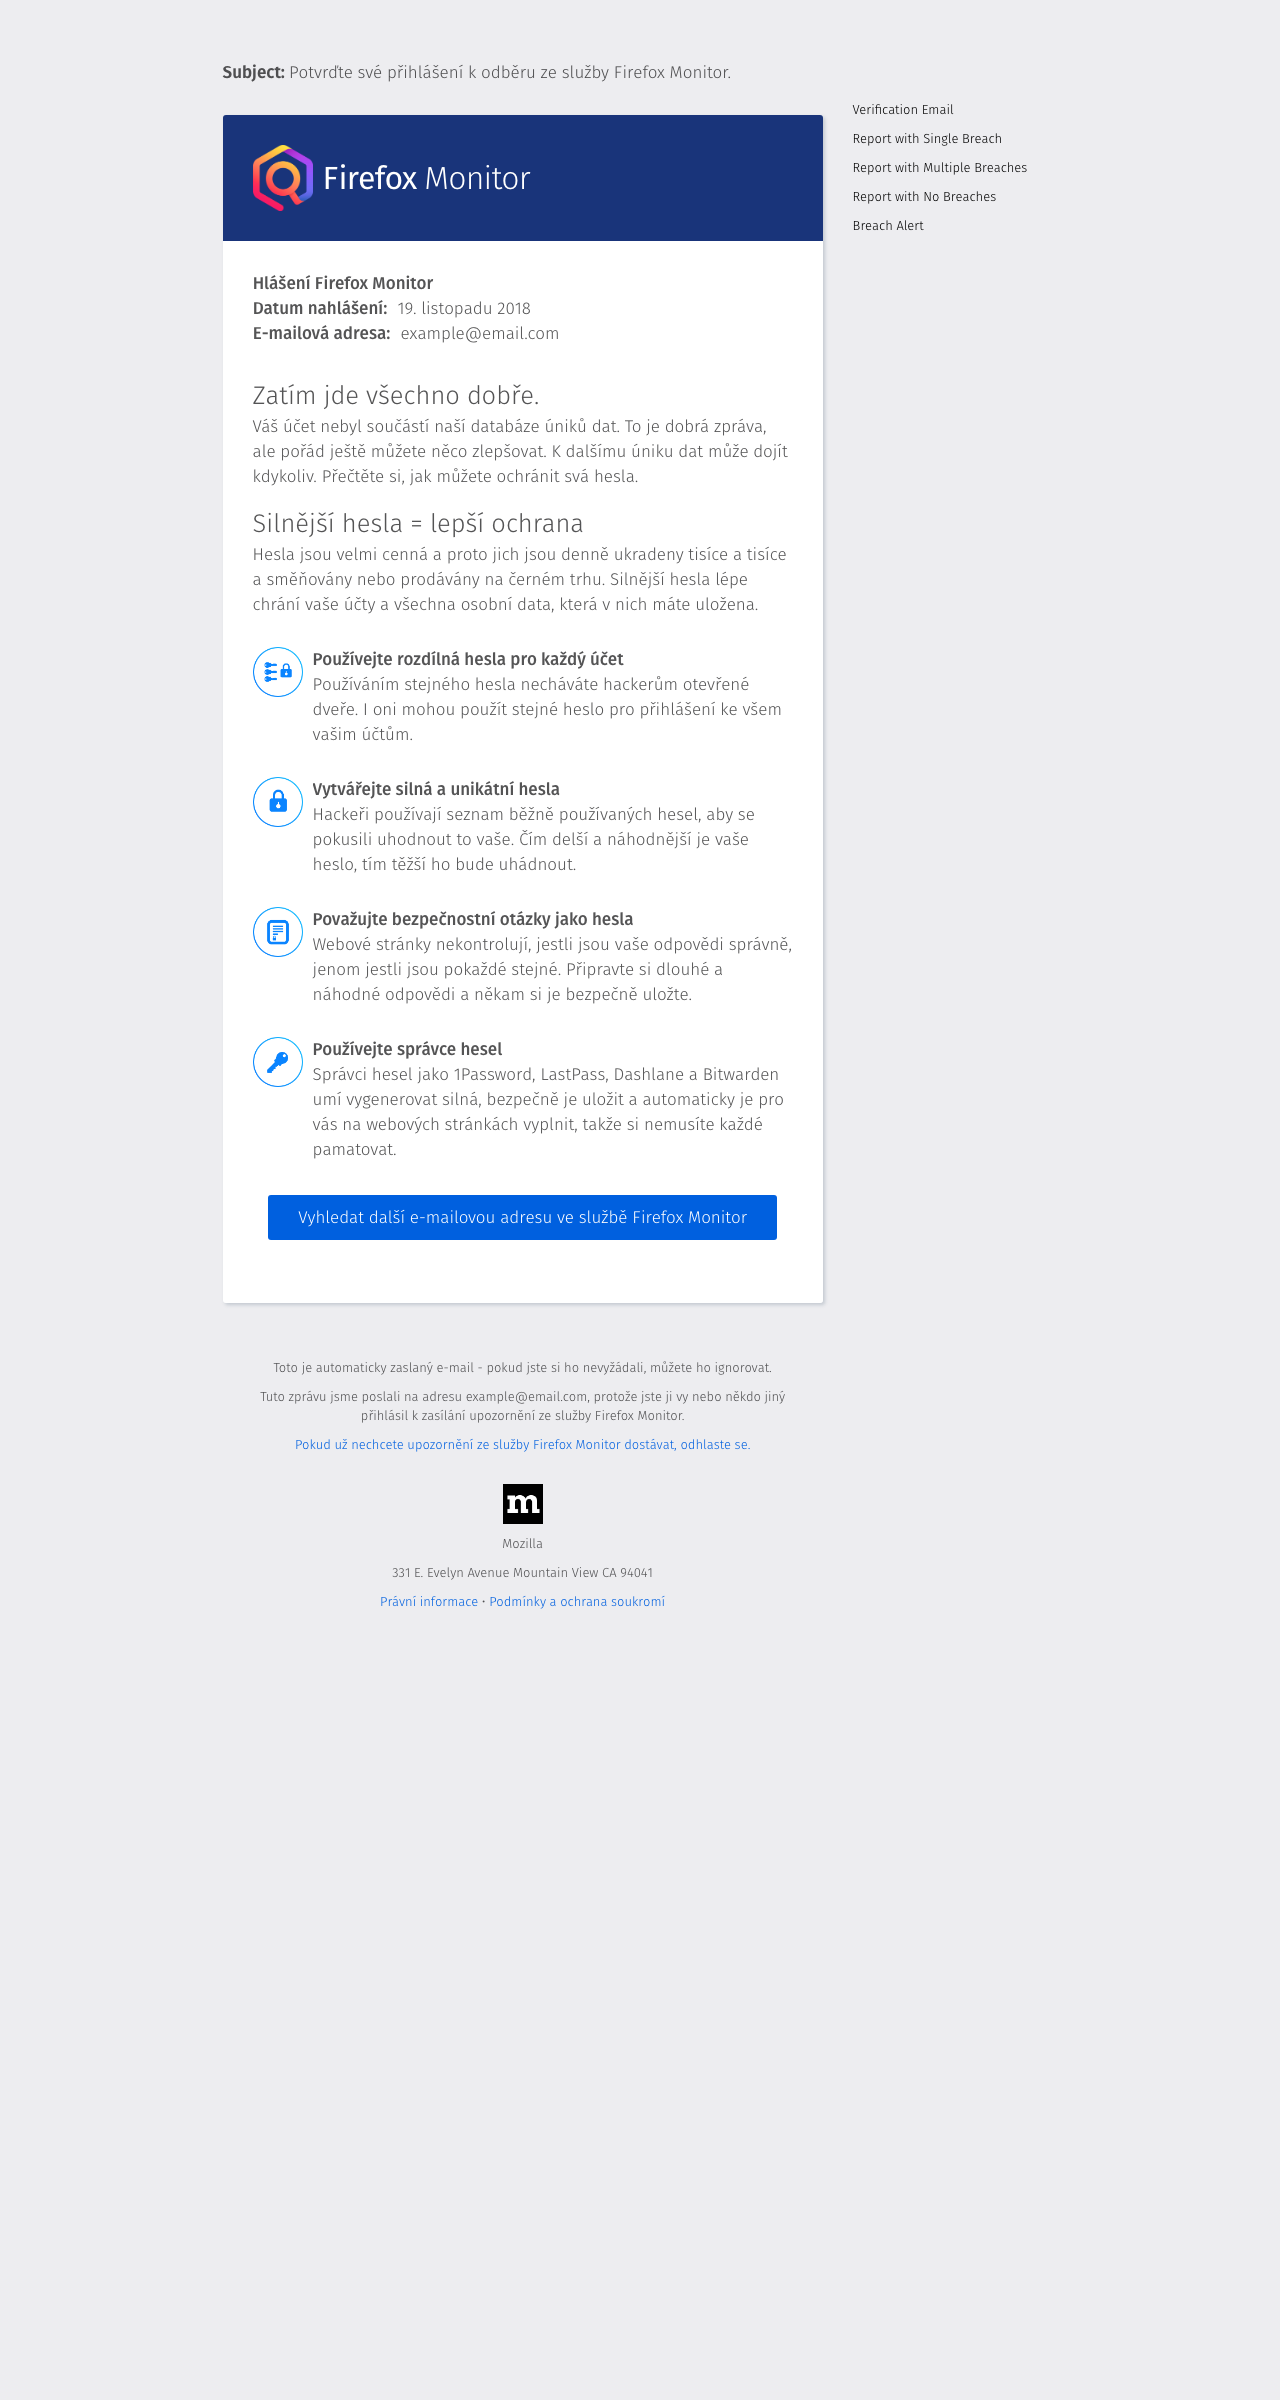 Subject: Potvrďte své přihlášení k odběru ze služby Firefox Monitor.
Verification Email
Report with Single Breach
Report with Multiple Breaches
Report with No Breaches
Breach Alert
Firefox Monitor
Hlášení Firefox Monitor
Datum nahlášení: 19. listopadu 2018
E-mailová adresa: example@email.com
Zatím jde všechno dobře.
Váš účet nebyl součástí naší databáze úniků dat. To je dobrá zpráva,
ale pořád ještě můžete něco zlepšovat. K dalšímu úniku dat může dojít
kdykoliv. Přečtěte si, jak můžete ochránit svá hesla.
Silnější hesla = lepší ochrana
Hesla jsou velmi cenná a proto jich jsou denně ukradeny tisíce a tisíce
a směňovány nebo prodávány na černém trhu. Silnější hesla lépe
chrání vaše účty a všechna osobní data, která v nich máte uložena.
Používejte rozdílná hesla pro každý účet
Používáním stejného hesla necháváte hackerům otevřené
dveře. I oni mohou použít stejné heslo pro přihlášení ke všem
vašim účtům.
Vytvářejte silná a unikátní hesla
Hackeři používají seznam běžně používaných hesel, aby se
pokusili uhodnout to vaše. Čím delší a náhodnější je vaše
heslo, tím těžší ho bude uhádnout.
Považujte bezpečnostní otázky jako hesla
Webové stránky nekontrolují, jestli jsou vaše odpovědi správně,
jenom jestli jsou pokaždé stejné. Připravte si dlouhé a
náhodné odpovědi a někam si je bezpečně uložte.
Používejte správce hesel
Správci hesel jako 1Password, LastPass, Dashlane a Bitwarden
umí vygenerovat silná, bezpečně je uložit a automaticky je pro
vás na webových stránkách vyplnit, takže si nemusíte každé
pamatovat.
Vyhledat další e-mailovou adresu ve službě Firefox Monitor
Toto je automaticky zaslaný e-mail - pokud jste si ho nevyžádali, můžete ho ignorovat.
Tuto zprávu jsme poslali na adresu example@email.com, protože jste ji vy nebo někdo jiný
přihlásil k zasílání upozornění ze služby Firefox Monitor.
Pokud už nechcete upozornění ze služby Firefox Monitor dostávat, odhlaste se.
m
Mozilla
331 E. Evelyn Avenue Mountain View CA 94041
Právní informace • Podmínky a ochrana soukromí